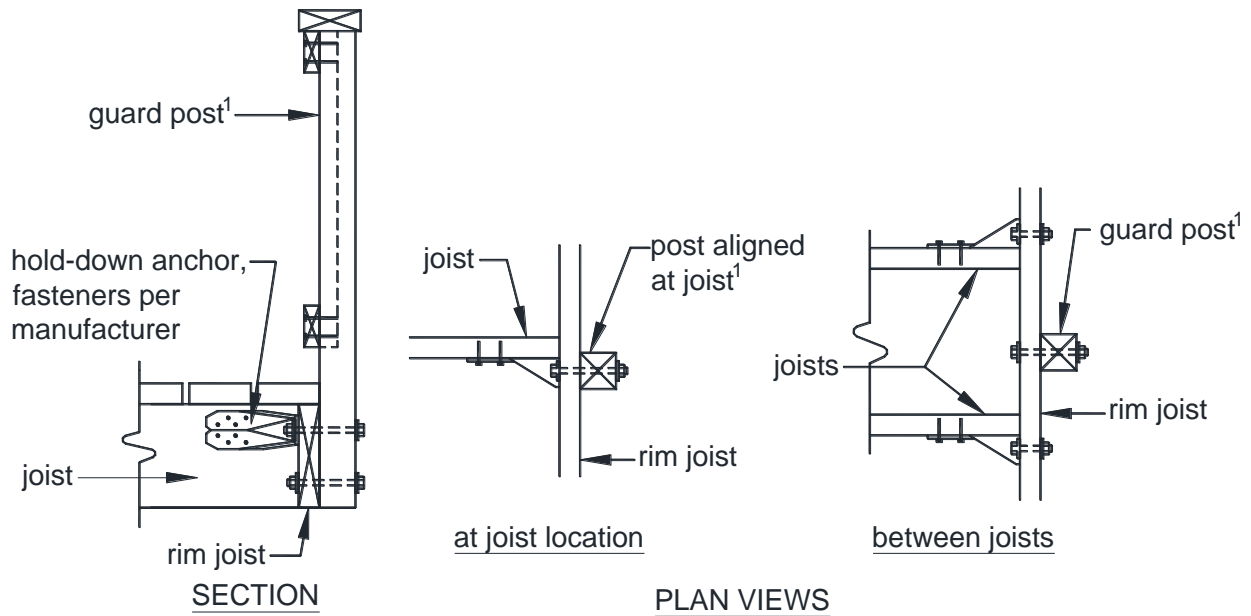 guard post¹
hold-down anchor,
fasteners per
manufacturer
joist
rim joist
SECTION
joist
post aligned
at joist¹
rim joist
at joist location
guard post¹
joists
rim joist
between joists
PLAN VIEWS